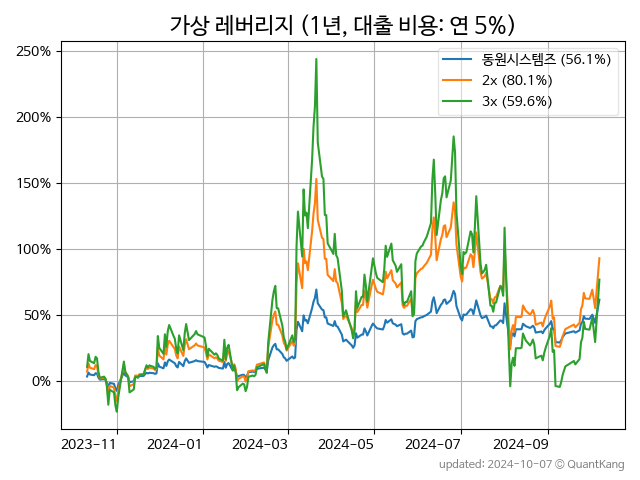 가상 레버리지 (1년, 대출 비용: 연 5%)
250%
200%
150%
100%
50%
0%
동원시스템즈 (56.1%)
2x (80.1%)
3x (59.6%)
2023-11
2024-01
2024-03
2024-05
2024-07
2024-09
updated: 2024-10-07 © QuantKang